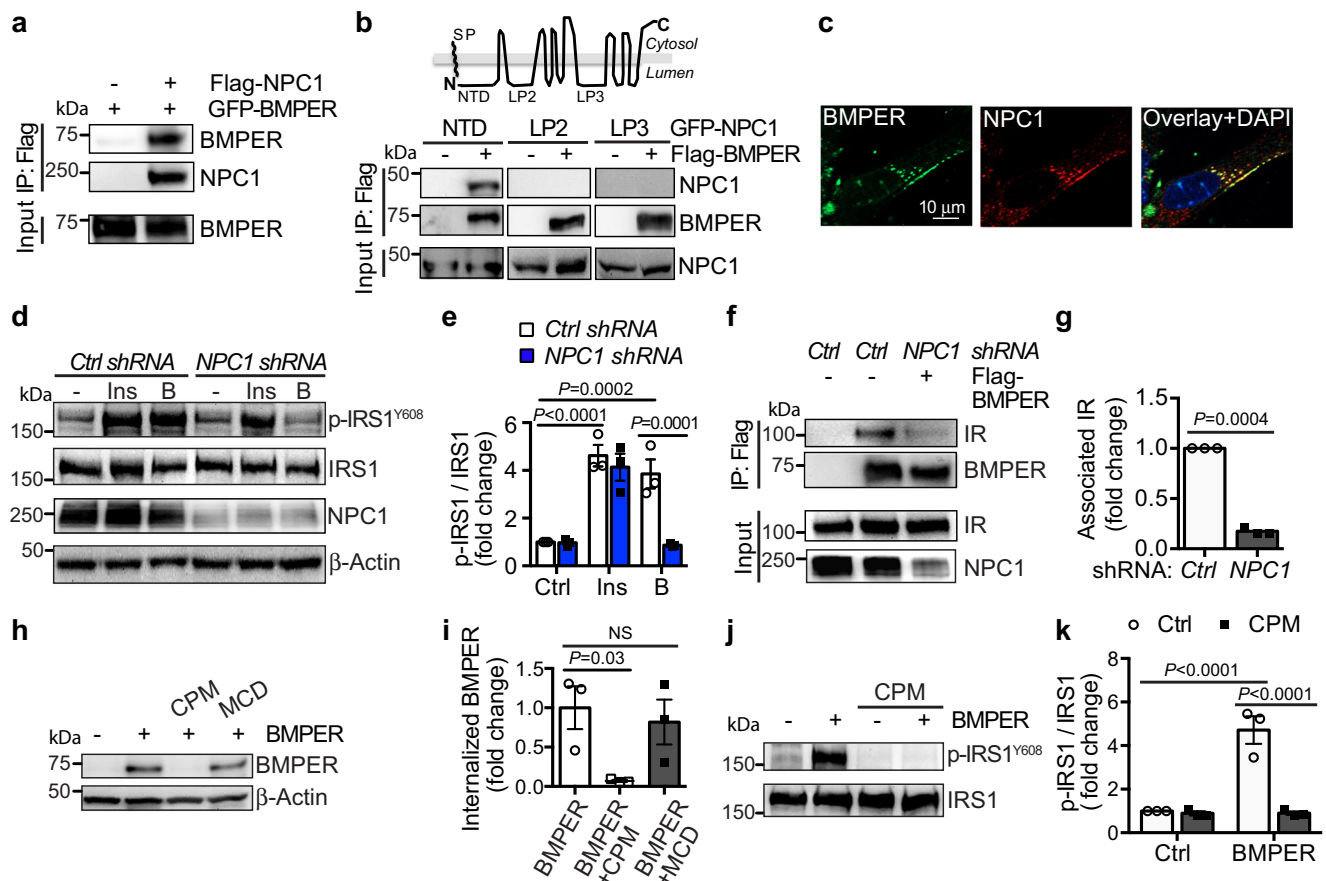 a
- +
Flag-NPC1
kDa + +
GFP-BMPER
IP: Flag
75
BMPER
250
NPC1
Input
75
BMPER
b
SP
C
Cytosol
Lumen
N
NTD LP2 LP3
NTD LP2 LP3 GFP-NPC1
kDa - + - + - + Flag-BMPER
IP: Flag
150
NPC1
75
BMPER
Input
50
NPC1
c
BMPER NPC1 Overlay+DAPI
10 µm
d
Ctrl shRNA NPC1 shRNA
kDa - Ins B - Ins B
150
p-IRS1Y608
150
IRS1
250
NPC1
50
β-Actin
e
Ctrl shRNA
NPC1 shRNA
P=0.0002
P<0.0001 P=0.0001
p-IRS1 / IRS1
(fold change)
6
4
2
0
Ctrl Ins B
f
Ctrl Ctrl NPC1 shRNA
- - + Flag-
BMPER
kDa
IP: Flag
100
IR
75
BMPER
Input
100
IR
250
NPC1
g
P=0.0004
Associated IR
(fold change)
1.5
1.0
0.5
0.0
shRNA: Ctrl NPC1
h
CPM
MCD
kDa - + + + BMPER
75
BMPER
50
β-Actin
i
NS
P=0.03
Internalized BMPER
(fold change)
1.5
1.0
0.5
0.0
BMPER
BMPER
+CPM
BMPER
+MCD
j
CPM
kDa - + - + BMPER
150
p-IRS1Y608
150
IRS1
k
Ctrl CPM
P<0.0001
P<0.0001
p-IRS1 / IRS1
(fold change)
8
6
4
2
0
Ctrl BMPER